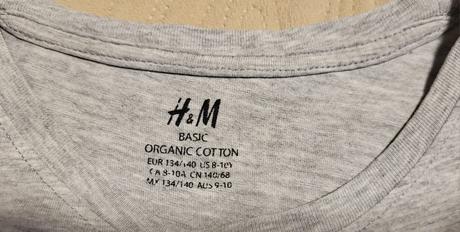 H&M
BASIC
ORGANIC COTTON
EUR 134/140 US 8-10Y
CA 8-10A CN 140/68
MX 134/140 AUS 9-10